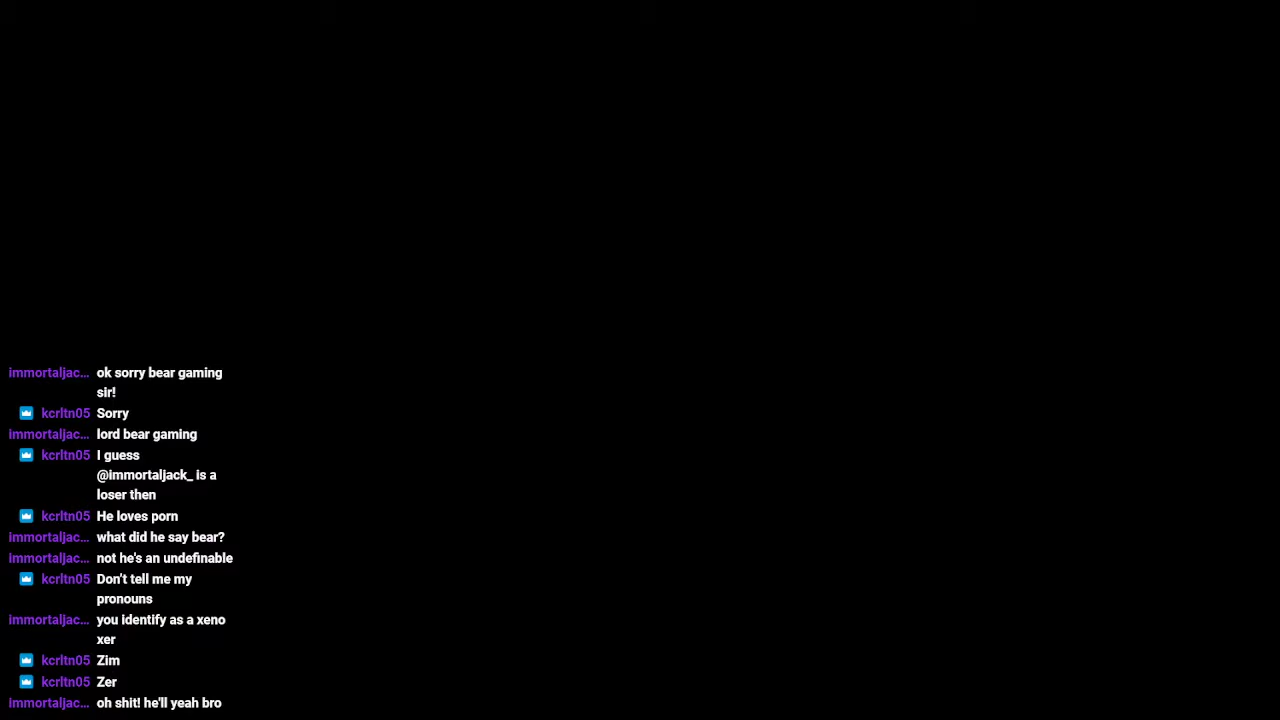 immortaljac... ok sorry bear gaming
sir!
kcrltn05 Sorry
immortaljac... lord bear gaming
kcrltn05 I guess
@immortaljack_ is a
loser then
kcrltn05 He loves porn
immortaljac... what did he say bear?
immortaljac... not he's an undefinable
kcrltn05 Don't tell me my
pronouns
immortaljac... you identify as a xeno
xer
kcrltn05 Zim
kcrltn05 Zer
immortaljac... oh shit! he'll yeah bro